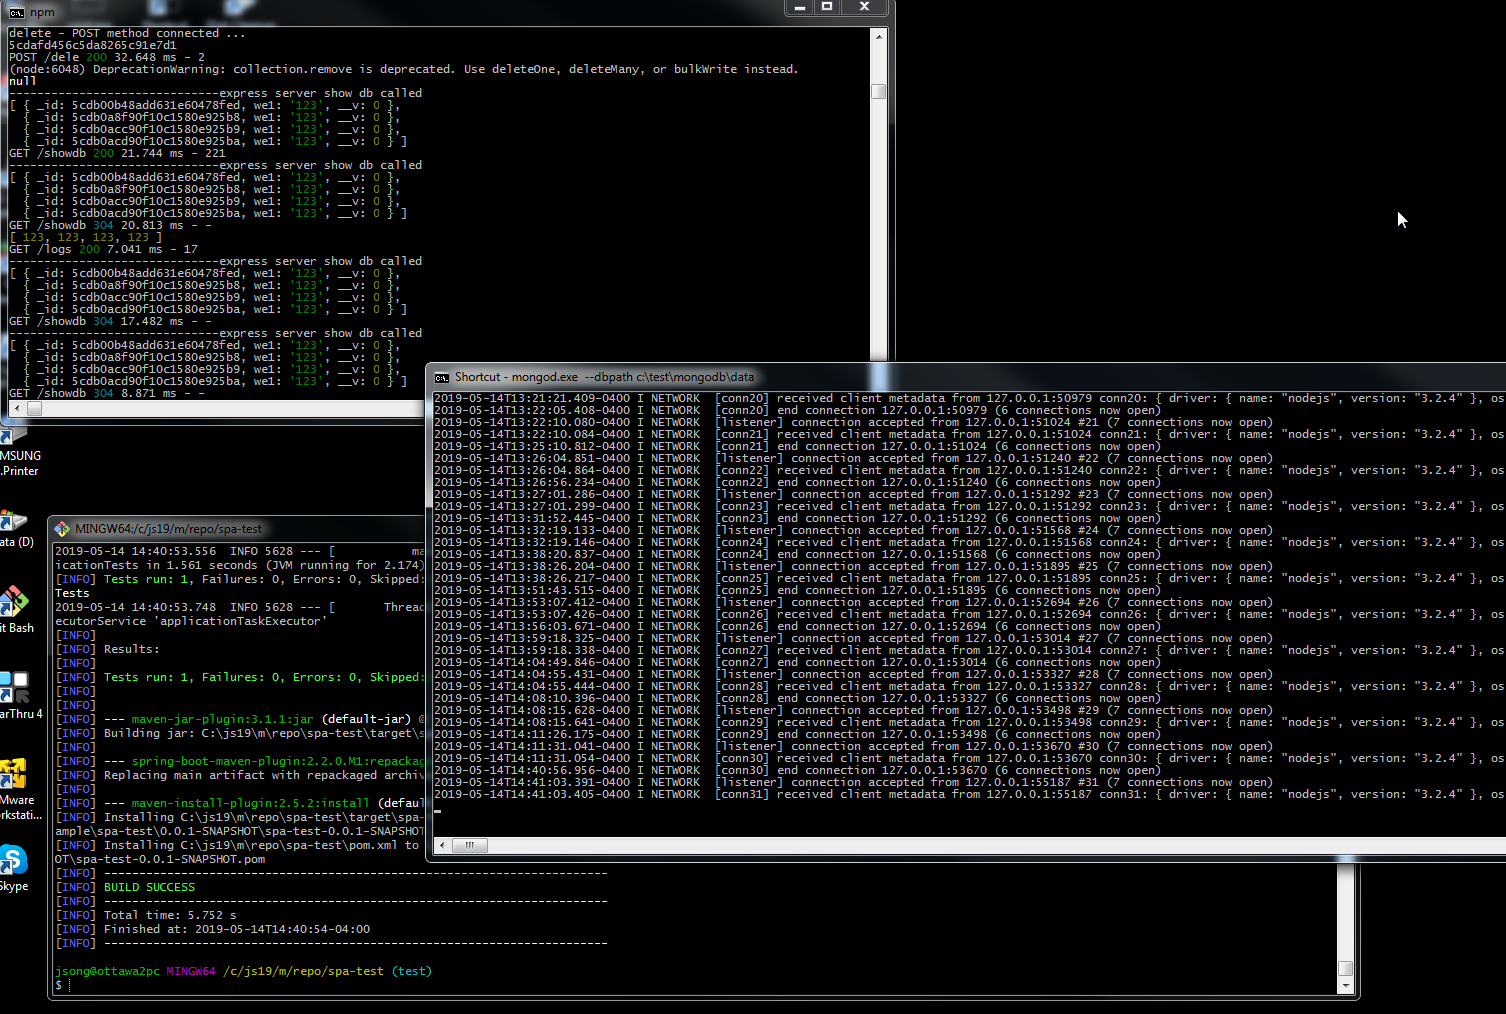 npm
delete - POST method connected ...
5cdafd456c5da8265c91e7d1
POST /dele 200 32.648 ms - 2
(node:6048) DeprecationWarning: collection.remove is deprecated. Use deleteOne, deleteMany, or bulkWrite instead.
null
------------------------------express server show db called
[ { _id: 5cdb00b48add631e60478fed, we1: '123', __v: 0 },
{ _id: 5cdb0a8f90f10c1580e925b8, we1: '123', __v: 0 },
{ _id: 5cdb0acc90f10c1580e925b9, we1: '123', __v: 0 },
{ _id: 5cdb0acd90f10c1580e925ba, we1: '123', __v: 0 } ]
GET /showdb 200 21.744 ms - 221
------------------------------express server show db called
[ { _id: 5cdb00b48add631e60478fed, we1: '123', __v: 0 },
{ _id: 5cdb0a8f90f10c1580e925b8, we1: '123', __v: 0 },
{ _id: 5cdb0acc90f10c1580e925b9, we1: '123', __v: 0 },
{ _id: 5cdb0acd90f10c1580e925ba, we1: '123', __v: 0 } ]
GET /showdb 304 20.813 ms - -
[ 123, 123, 123, 123 ]
GET /logs 200 7.041 ms - 17
------------------------------express server show db called
[ { _id: 5cdb00b48add631e60478fed, we1: '123', __v: 0 },
{ _id: 5cdb0a8f90f10c1580e925b8, we1: '123', __v: 0 },
{ _id: 5cdb0acc90f10c1580e925b9, we1: '123', __v: 0 },
{ _id: 5cdb0acd90f10c1580e925ba, we1: '123', __v: 0 } ]
GET /showdb 304 17.482 ms - -
------------------------------express server show db called
[ { _id: 5cdb00b48add631e60478fed, we1: '123', __v: 0 },
{ _id: 5cdb0a8f90f10c1580e925b8, we1: '123', __v: 0 },
{ _id: 5cdb0acc90f10c1580e925b9, we1: '123', __v: 0 },
{ _id: 5cdb0acd90f10c1580e925ba, we1: '123', __v: 0 } ]
GET /showdb 304 8.871 ms - -
Shortcut - mongod.exe --dbpath c:\test\mongodb\data
2019-05-14T13:21:21.409-0400 I NETWORK [conn20] received client metadata from 127.0.0.1:50979 conn20: { driver: { name: "nodejs", version: "3.2.4" }, os
2019-05-14T13:22:05.408-0400 I NETWORK [conn20] end connection 127.0.0.1:50979 (6 connections now open)
2019-05-14T13:22:10.080-0400 I NETWORK [listener] connection accepted from 127.0.0.1:51024 #21 (7 connections now open)
2019-05-14T13:22:10.084-0400 I NETWORK [conn21] received client metadata from 127.0.0.1:51024 conn21: { driver: { name: "nodejs", version: "3.2.4" }, os
2019-05-14T13:25:10.812-0400 I NETWORK [conn21] end connection 127.0.0.1:51024 (6 connections now open)
2019-05-14T13:26:04.851-0400 I NETWORK [listener] connection accepted from 127.0.0.1:51240 #22 (7 connections now open)
2019-05-14T13:26:04.864-0400 I NETWORK [conn22] received client metadata from 127.0.0.1:51240 conn22: { driver: { name: "nodejs", version: "3.2.4" }, os
2019-05-14T13:26:56.234-0400 I NETWORK [conn22] end connection 127.0.0.1:51240 (6 connections now open)
2019-05-14T13:27:01.286-0400 I NETWORK [listener] connection accepted from 127.0.0.1:51292 #23 (7 connections now open)
2019-05-14T13:27:01.299-0400 I NETWORK [conn23] received client metadata from 127.0.0.1:51292 conn23: { driver: { name: "nodejs", version: "3.2.4" }, os
2019-05-14T13:31:52.445-0400 I NETWORK [conn23] end connection 127.0.0.1:51292 (6 connections now open)
2019-05-14T13:32:19.133-0400 I NETWORK [listener] connection accepted from 127.0.0.1:51568 #24 (7 connections now open)
2019-05-14T13:32:19.146-0400 I NETWORK [conn24] received client metadata from 127.0.0.1:51568 conn24: { driver: { name: "nodejs", version: "3.2.4" }, os
2019-05-14T13:38:20.837-0400 I NETWORK [conn24] end connection 127.0.0.1:51568 (6 connections now open)
2019-05-14T13:38:26.204-0400 I NETWORK [listener] connection accepted from 127.0.0.1:51895 #25 (7 connections now open)
2019-05-14T13:38:26.217-0400 I NETWORK [conn25] received client metadata from 127.0.0.1:51895 conn25: { driver: { name: "nodejs", version: "3.2.4" }, os
2019-05-14T13:51:43.515-0400 I NETWORK [conn25] end connection 127.0.0.1:51895 (6 connections now open)
2019-05-14T13:53:07.412-0400 I NETWORK [listener] connection accepted from 127.0.0.1:52694 #26 (7 connections now open)
2019-05-14T13:53:07.426-0400 I NETWORK [conn26] received client metadata from 127.0.0.1:52694 conn26: { driver: { name: "nodejs", version: "3.2.4" }, os
2019-05-14T13:56:03.671-0400 I NETWORK [conn26] end connection 127.0.0.1:52694 (6 connections now open)
2019-05-14T13:59:18.325-0400 I NETWORK [listener] connection accepted from 127.0.0.1:53014 #27 (7 connections now open)
2019-05-14T13:59:18.338-0400 I NETWORK [conn27] received client metadata from 127.0.0.1:53014 conn27: { driver: { name: "nodejs", version: "3.2.4" }, os
2019-05-14T14:04:49.846-0400 I NETWORK [conn27] end connection 127.0.0.1:53014 (6 connections now open)
2019-05-14T14:04:55.431-0400 I NETWORK [listener] connection accepted from 127.0.0.1:53327 #28 (7 connections now open)
2019-05-14T14:04:55.444-0400 I NETWORK [conn28] received client metadata from 127.0.0.1:53327 conn28: { driver: { name: "nodejs", version: "3.2.4" }, os
2019-05-14T14:08:10.396-0400 I NETWORK [conn28] end connection 127.0.0.1:53327 (6 connections now open)
2019-05-14T14:08:15.628-0400 I NETWORK [listener] connection accepted from 127.0.0.1:53498 #29 (7 connections now open)
2019-05-14T14:08:15.641-0400 I NETWORK [conn29] received client metadata from 127.0.0.1:53498 conn29: { driver: { name: "nodejs", version: "3.2.4" }, os
2019-05-14T14:11:26.175-0400 I NETWORK [conn29] end connection 127.0.0.1:53498 (6 connections now open)
2019-05-14T14:11:31.041-0400 I NETWORK [listener] connection accepted from 127.0.0.1:53670 #30 (7 connections now open)
2019-05-14T14:11:31.054-0400 I NETWORK [conn30] received client metadata from 127.0.0.1:53670 conn30: { driver: { name: "nodejs", version: "3.2.4" }, os
2019-05-14T14:40:56.956-0400 I NETWORK [conn30] end connection 127.0.0.1:53670 (6 connections now open)
2019-05-14T14:41:03.391-0400 I NETWORK [listener] connection accepted from 127.0.0.1:55187 #31 (7 connections now open)
2019-05-14T14:41:03.405-0400 I NETWORK [conn31] received client metadata from 127.0.0.1:55187 conn31: { driver: { name: "nodejs", version: "3.2.4" }, os
MSUNG
.Printer
ata (D)
it Bash
arThru 4
Mware
rkstati...
Skype
MINGW64:/c/js19/m/repo/spa-test
2019-05-14 14:40:53.556 INFO 5628 --- [ ma
icationTests in 1.561 seconds (JVM running for 2.174)
[INFO] Tests run: 1, Failures: 0, Errors: 0, Skipped:
Tests
2019-05-14 14:40:53.748 INFO 5628 --- [ Threa
ecutorService 'applicationTaskExecutor'
[INFO]
[INFO] Results:
[INFO]
[INFO] Tests run: 1, Failures: 0, Errors: 0, Skipped:
[INFO]
[INFO]
[INFO] --- maven-jar-plugin:3.1.1:jar (default-jar) @
[INFO] Building jar: C:\js19\m\repo\spa-test\target\s
[INFO]
[INFO] --- spring-boot-maven-plugin:2.2.0.M1:repackag
[INFO] Replacing main artifact with repackaged archiv
[INFO]
[INFO] --- maven-install-plugin:2.5.2:install (defaul
[INFO] Installing C:\js19\m\repo\spa-test\target\spa-
ample\spa-test\0.0.1-SNAPSHOT\spa-test-0.0.1-SNAPSHOT
[INFO] Installing C:\js19\m\repo\spa-test\pom.xml to
OT\spa-test-0.0.1-SNAPSHOT.pom
[INFO] ------------------------------------------------------------------------
[INFO] BUILD SUCCESS
[INFO] ------------------------------------------------------------------------
[INFO] Total time: 5.752 s
[INFO] Finished at: 2019-05-14T14:40:54-04:00
[INFO] ------------------------------------------------------------------------
jsong@ottawa2pc MINGW64 /c/js19/m/repo/spa-test (test)
$